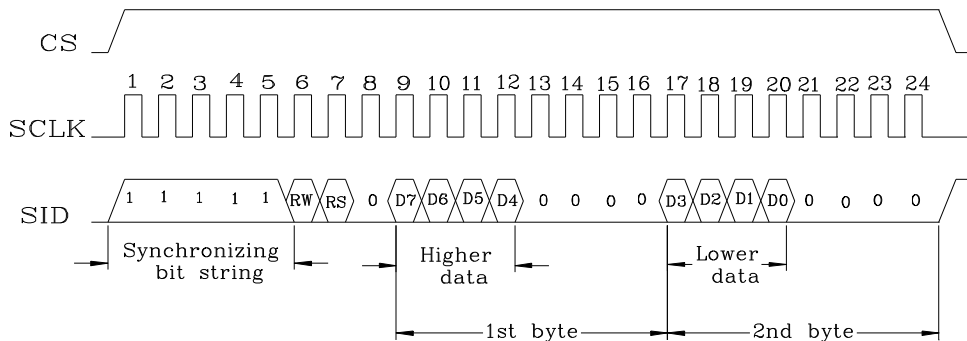 CS
1 2 3 4 5 6 7 8 9 10 11 12 13 14 15 16 17 18 19 20 21 22 23 24
SCLK
1 1 1 1 1 RW RS 0 D7 D6 D5 D4 0 0 0 0 D3 D2 D1 D0 0 0 0 0
SID
Synchronizing
bit string
Higher
data
Lower
data
1st byte
2nd byte